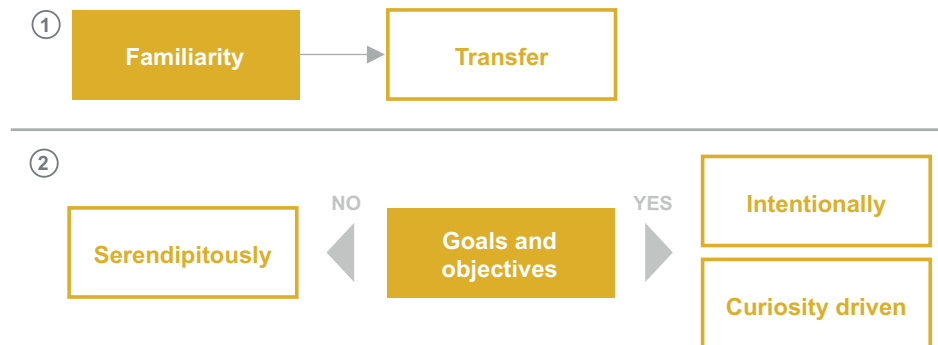 1
Familiarity
Transfer
2
NO
YES
Serendipitously
Goals and
objectives
Intentionally
Curiosity driven